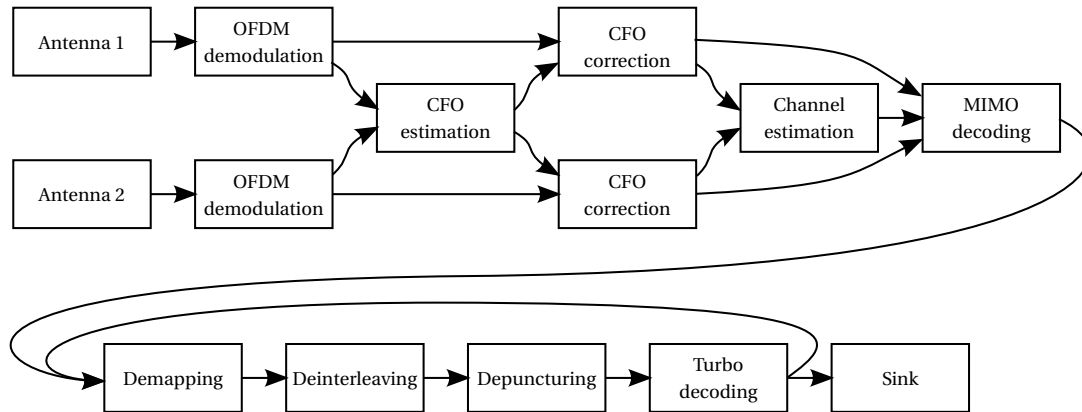 Antenna 1
OFDM
demodulation
CFO
correction
CFO
estimation
Channel
estimation
MIMO
decoding
Antenna 2
OFDM
demodulation
CFO
correction
Demapping
Deinterleaving
Depuncturing
Turbo
decoding
Sink